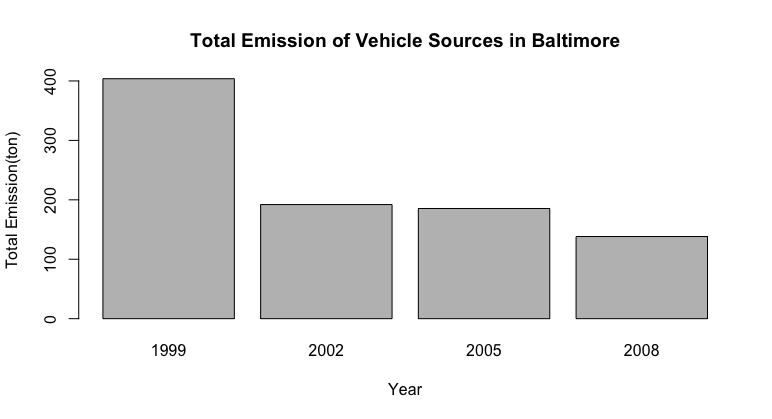 Total Emission of Vehicle Sources in Baltimore
Total Emission(ton)
400
300
200
100
0
1999 2002 2005 2008
Year